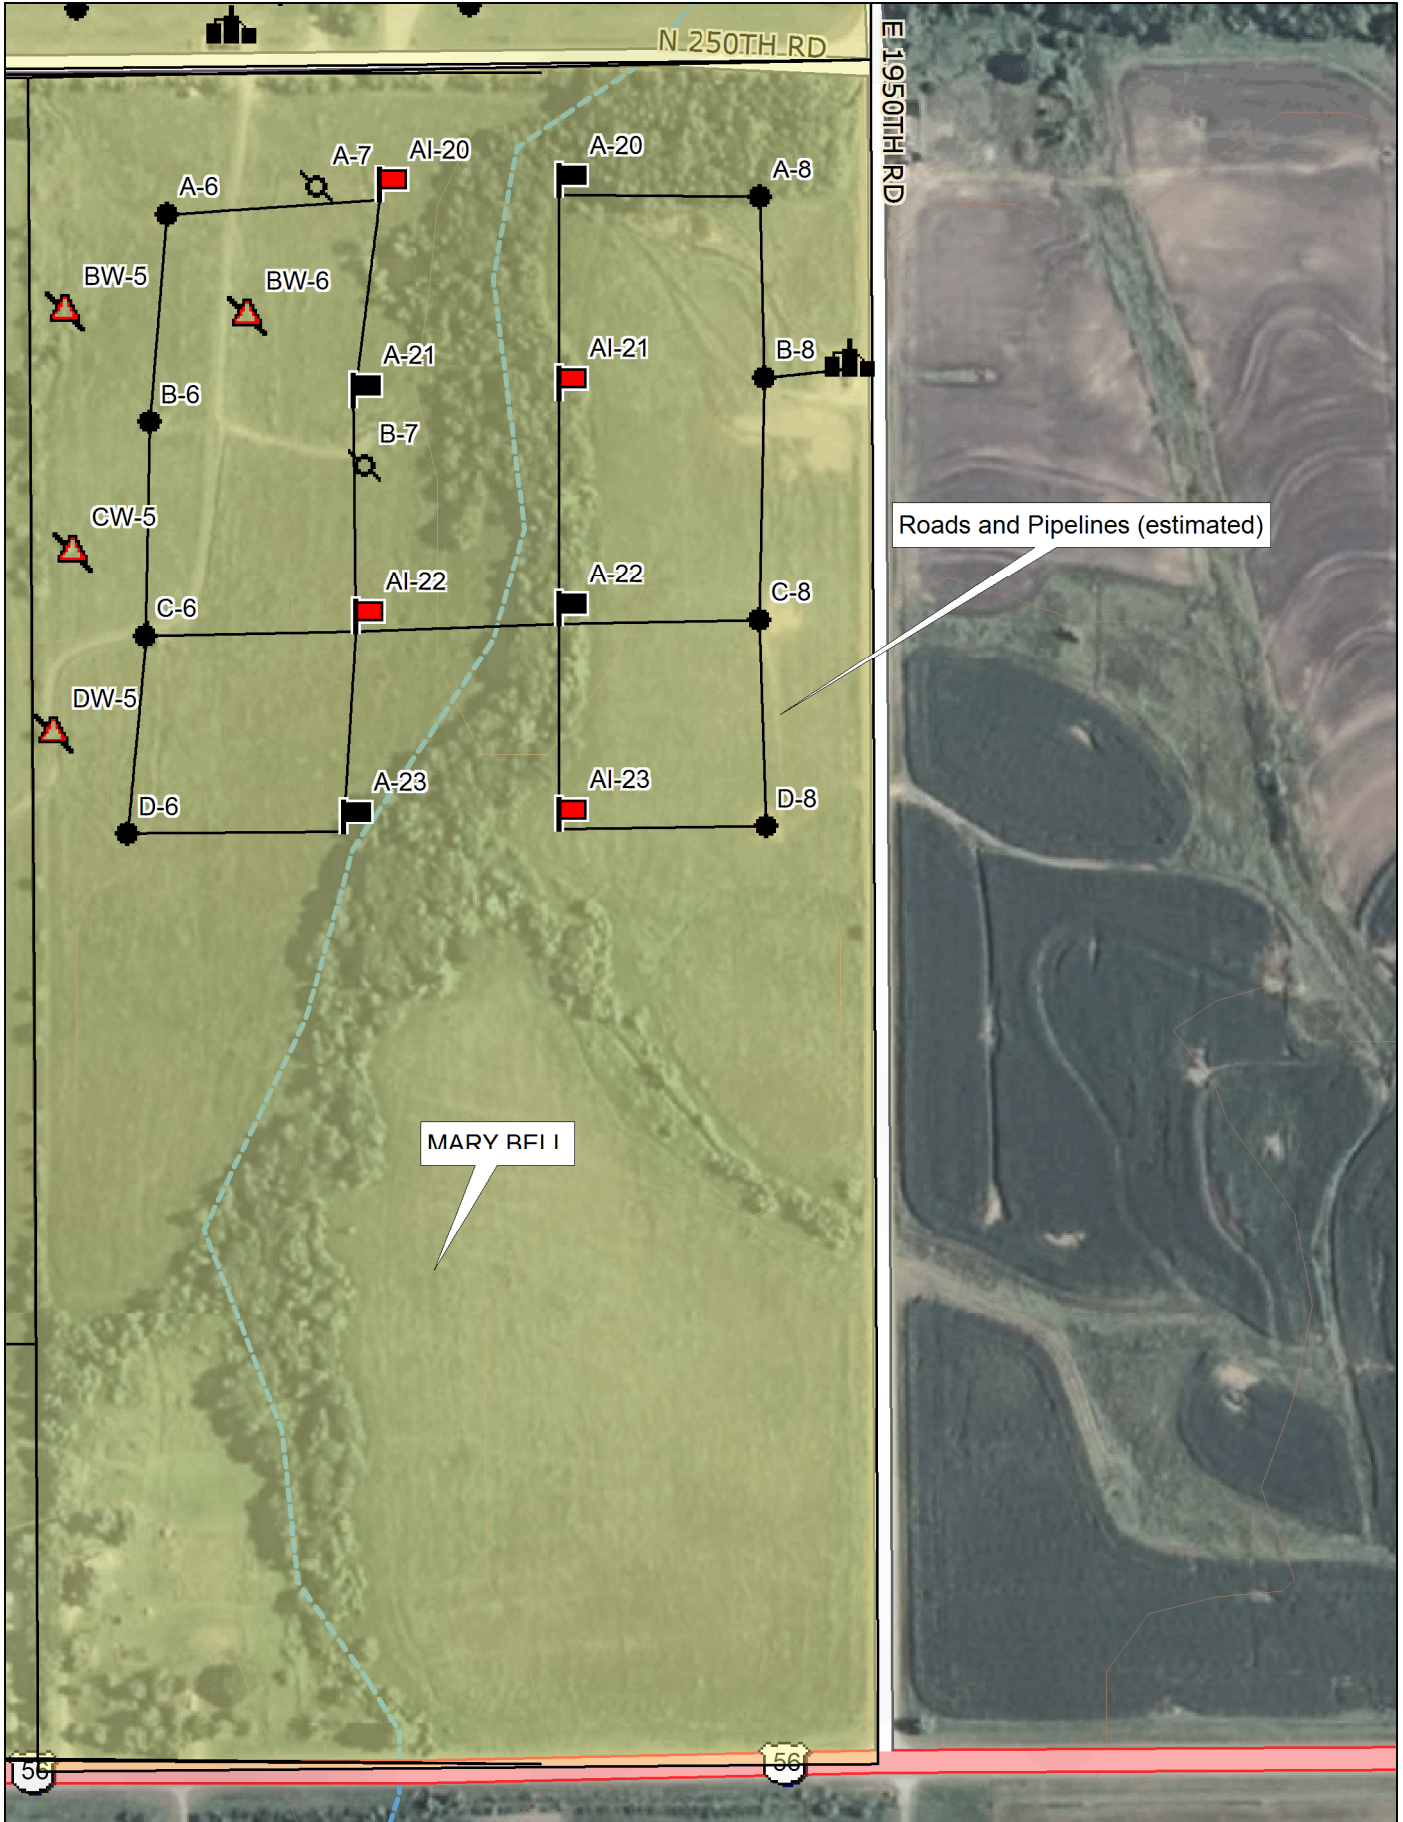 N 250TH RD
E 1950TH RD
A-7
AI-20
A-20
A-8
A-6
BW-5
BW-6
A-21
AI-21
B-8
B-6
B-7
CW-5
Roads and Pipelines (estimated)
AI-22
A-22
C-8
C-6
DW-5
A-23
AI-23
D-8
D-6
MARY BELL
56
56